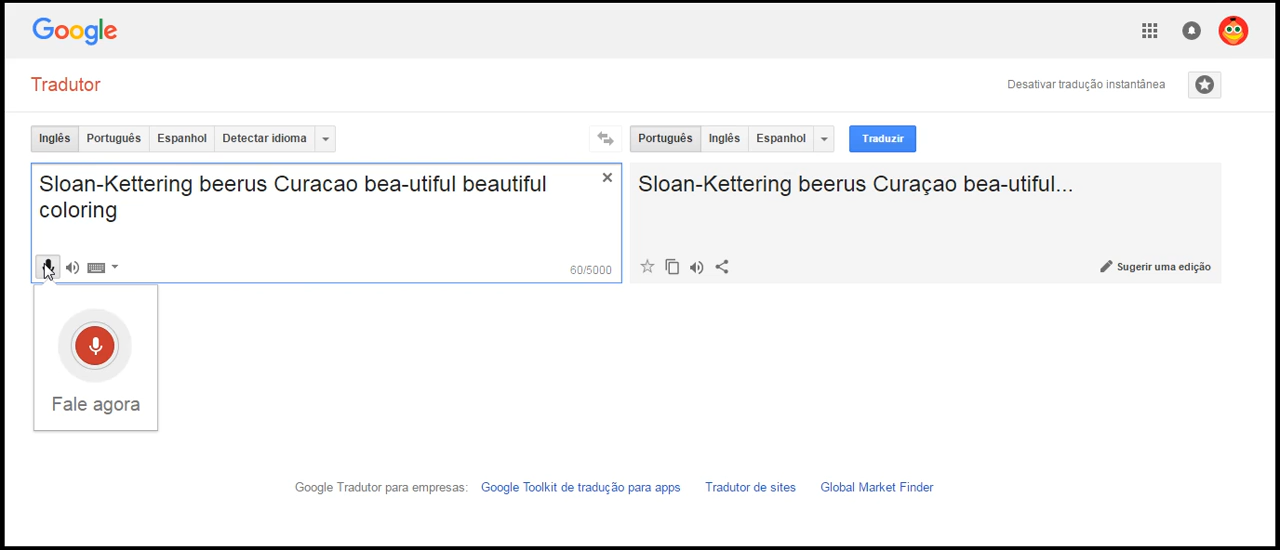 Google
Tradutor
Desativar tradução instantânea
Inglês Português Espanhol Detectar idioma
Português Inglês Espanhol
Traduzir
Sloan-Kettering beerus Curacao bea-utiful beautiful
coloring
60/5000
Sloan-Kettering beerus Curaçao bea-utiful...
Sugerir uma edição
Fale agora
Google Tradutor para empresas: Google Toolkit de tradução para apps Tradutor de sites Global Market Finder